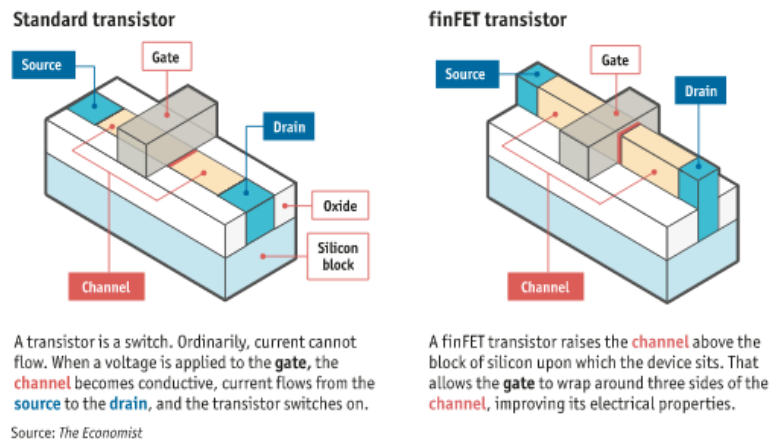 Standard transistor
Source
Gate
Drain
Oxide
Silicon
block
Channel
A transistor is a switch. Ordinarily, current cannot
flow. When a voltage is applied to the gate, the
channel becomes conductive, current flows from the
source to the drain, and the transistor switches on.
finFET transistor
Source
Gate
Drain
Channel
A finFET transistor raises the channel above the
block of silicon upon which the device sits. That
allows the gate to wrap around three sides of the
channel, improving its electrical properties.
Source: The Economist